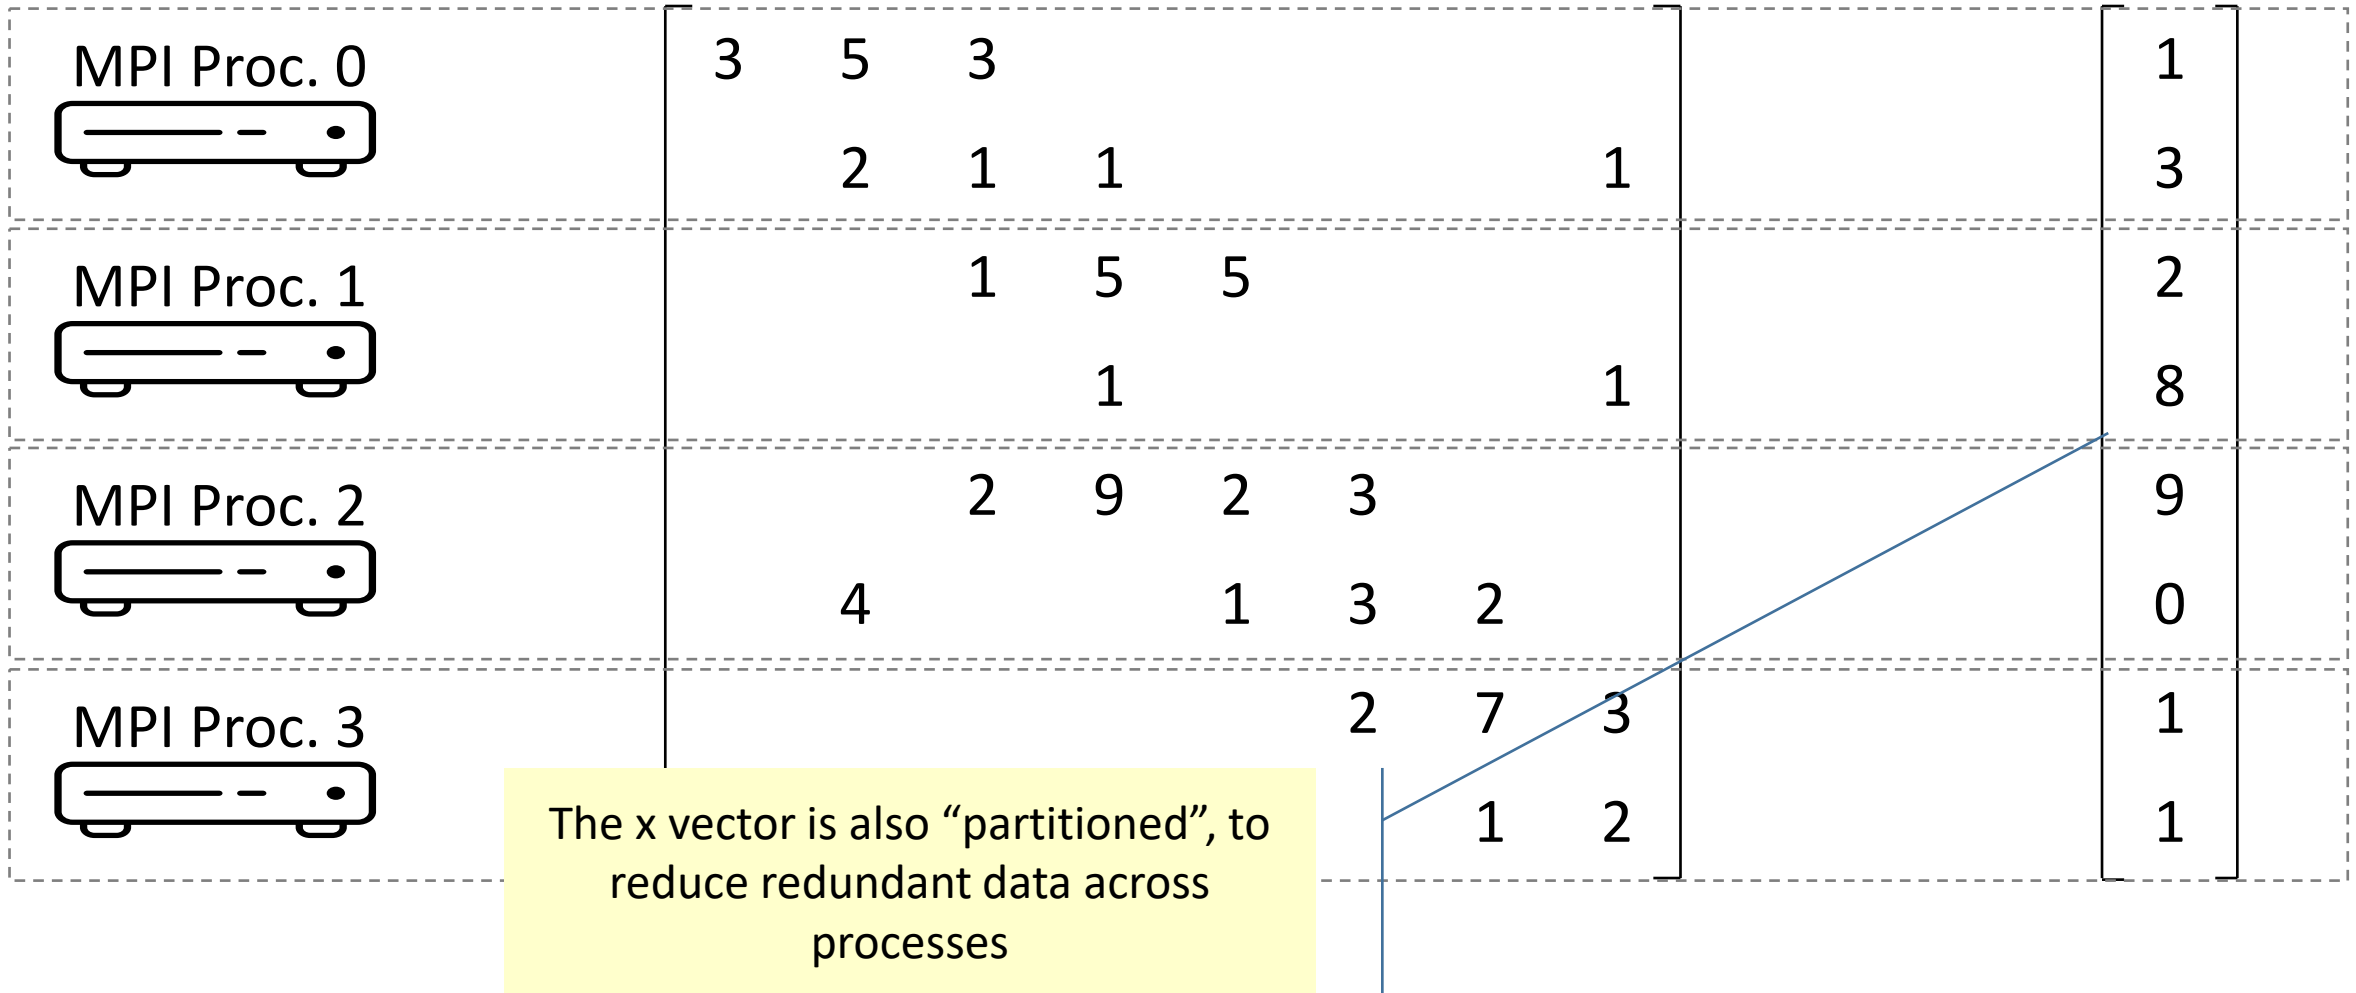 MPI Proc. 0
3 5 3 1
2 1 1 1 3
MPI Proc. 1
1 5 5 2
1 1 8
MPI Proc. 2
2 9 2 3 9
4 1 3 2 0
MPI Proc. 3
2 7 3 1
1 2 1
The x vector is also “partitioned”, to
reduce redundant data across
processes